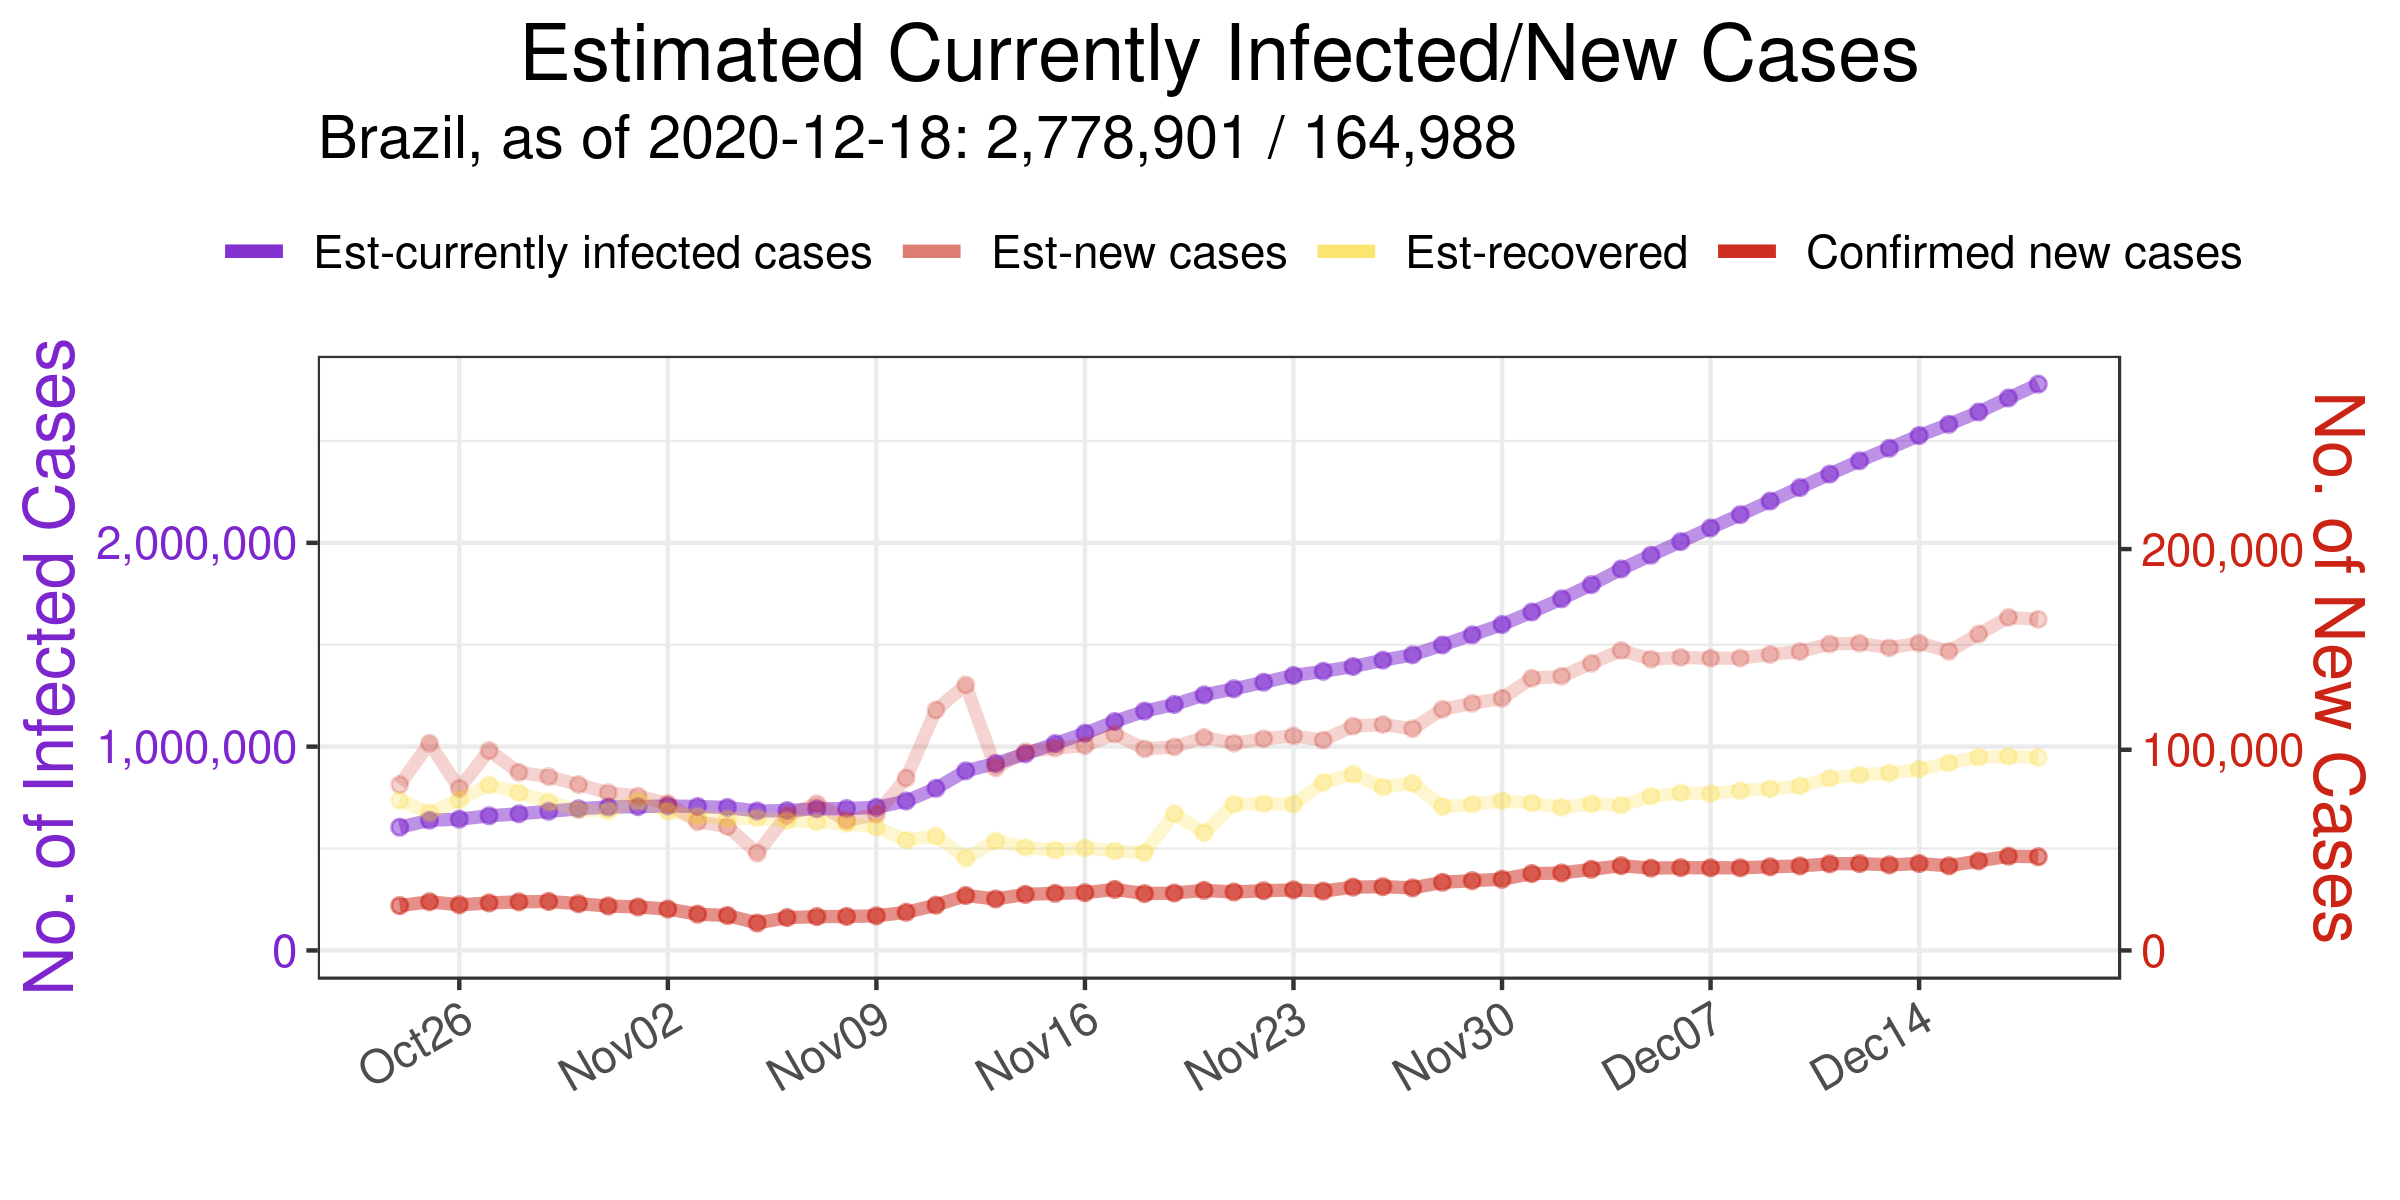 Estimated Currently Infected/New Cases
Brazil, as of 2020-12-18: 2,778,901 / 164,988
Est-currently infected cases Est-new cases Est-recovered Confirmed new cases
No. of Infected Cases
2,000,000
1,000,000
0
200,000
100,000
0
No. of New Cases
Oct26 Nov02 Nov09 Nov16 Nov23 Nov30 Dec07 Dec14